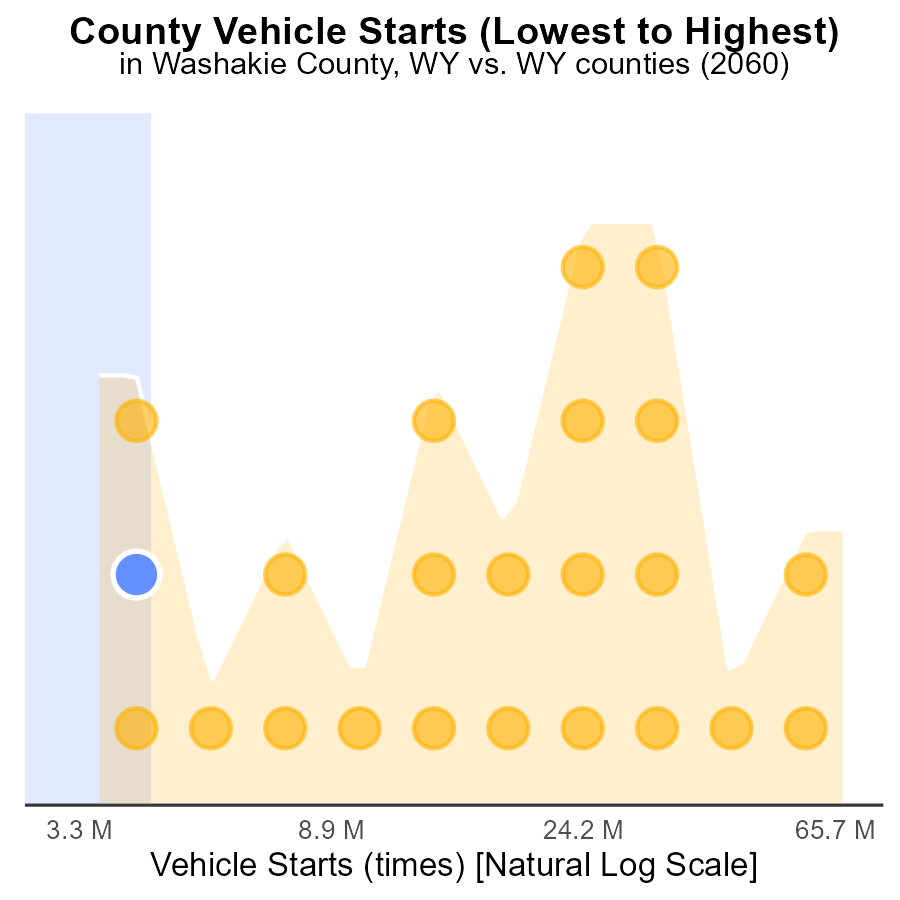 County Vehicle Starts (Lowest to Highest)
in Washakie County, WY vs. WY counties (2060)
3.3 M 8.9 M 24.2 M 65.7 M
Vehicle Starts (times) [Natural Log Scale]